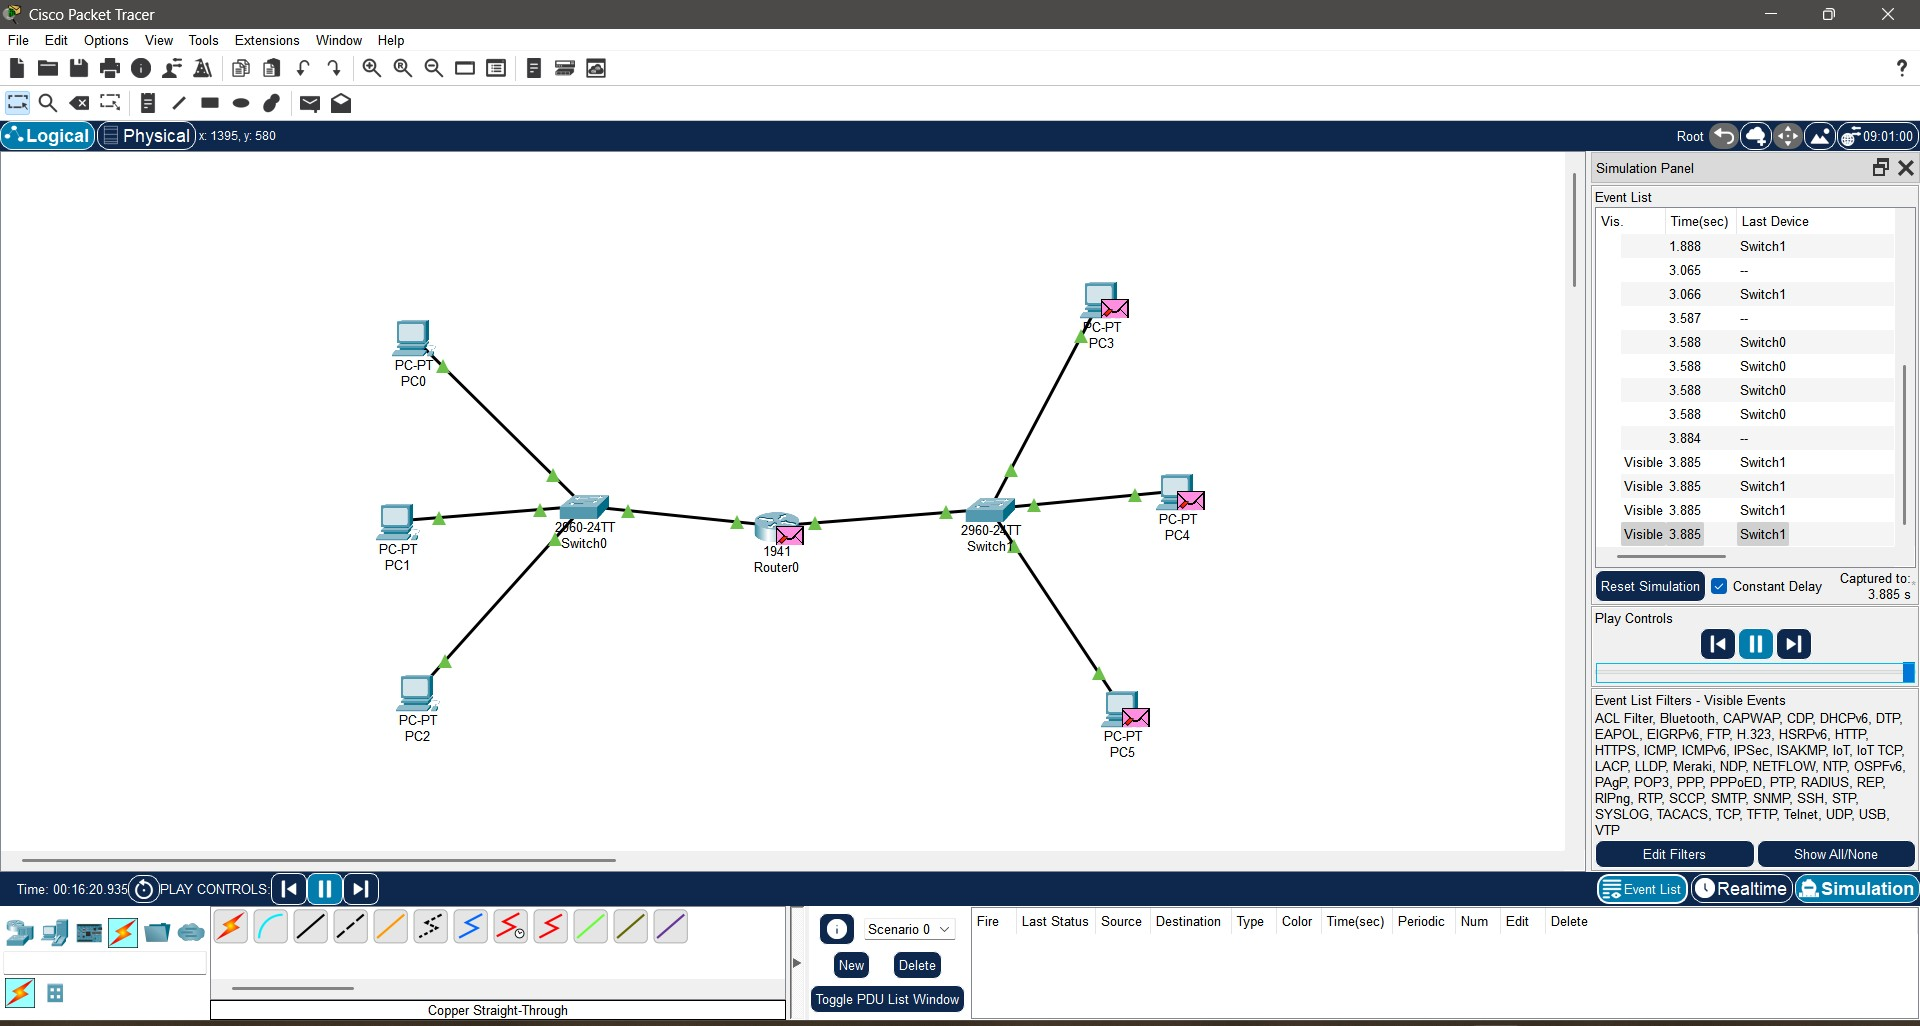 Cisco Packet Tracer
File Edit Options View Tools Extensions Window Help
Logical Physical x: 1395, y: 580 Root 09:01:00
Simulation Panel
Event List
Vis. Time(sec) Last Device
1.888 Switch1
3.065 --
3.066 Switch1
3.587 --
3.588 Switch0
3.588 Switch0
3.588 Switch0
3.588 Switch0
3.884 --
Visible 3.885 Switch1
Visible 3.885 Switch1
Visible 3.885 Switch1
Visible 3.885 Switch1
Reset Simulation Constant Delay Captured to:
3.885 s
Play Controls
Event List Filters - Visible Events
ACL Filter, Bluetooth, CAPWAP, CDP, DHCPv6, DTP,
EAPOL, EIGRPv6, FTP, H.323, HSRPv6, HTTP,
HTTPS, ICMP, ICMPv6, IPSec, ISAKMP, IoT, IoT TCP,
LACP, LLDP, Meraki, NDP, NETFLOW, NTP, OSPFv6,
PAgP, POP3, PPP, PPPoED, PTP, RADIUS, REP,
RIPng, RTP, SCCP, SMTP, SNMP, SSH, STP,
SYSLOG, TACACS, TCP, TFTP, Telnet, UDP, USB,
VTP
Edit Filters Show All/None
PC-PT
PC0
PC-PT
PC1
PC-PT
PC2
2960-24TT
Switch0
1941
Router0
2960-24TT
Switch1
PC-PT
PC3
PC-PT
PC4
PC-PT
PC5
Time: 00:16:20.935 PLAY CONTROLS: Event List Realtime Simulation
Scenario 0
New Delete
Toggle PDU List Window
Fire Last Status Source Destination Type Color Time(sec) Periodic Num Edit Delete
Copper Straight-Through